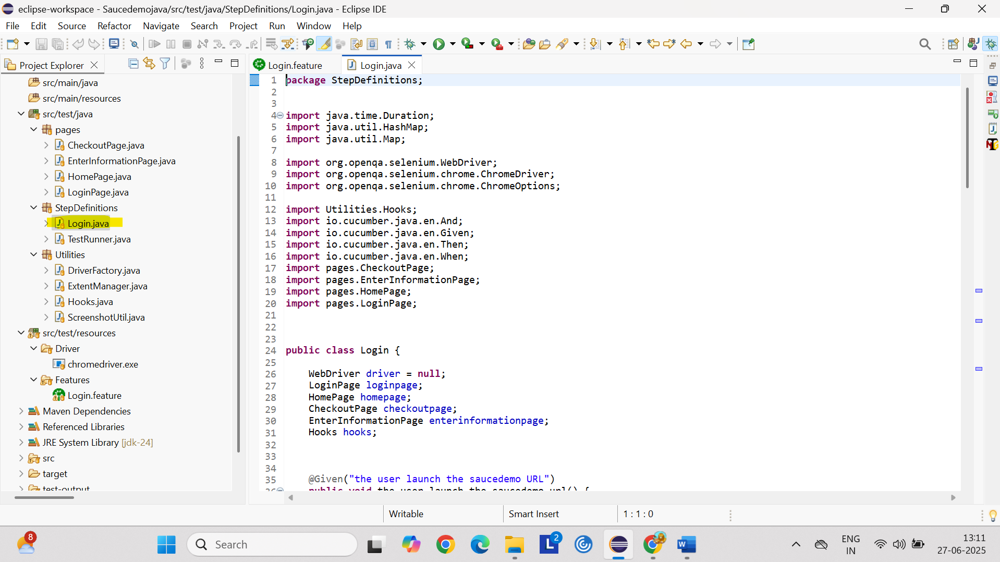 eclipse-workspace - Saucedemojava/src/test/java/StepDefinitions/Login.java - Eclipse IDE
File Edit Source Refactor Navigate Search Project Run Window Help
Project Explorer
src/main/java
src/main/resources
src/test/java
pages
CheckoutPage.java
EnterInformationPage.java
HomePage.java
LoginPage.java
StepDefinitions
Login.java
TestRunner.java
Utilities
DriverFactory.java
ExtentManager.java
Hooks.java
ScreenshotUtil.java
src/test/resources
Driver
chromedriver.exe
Features
Login.feature
Maven Dependencies
Referenced Libraries
JRE System Library [jdk-24]
src
target
test-output
Login.feature Login.java
1 package StepDefinitions;
2
3
4 import java.time.Duration;
5 import java.util.HashMap;
6 import java.util.Map;
7
8 import org.openqa.selenium.WebDriver;
9 import org.openqa.selenium.chrome.ChromeDriver;
10 import org.openqa.selenium.chrome.ChromeOptions;
11
12 import Utilities.Hooks;
13 import io.cucumber.java.en.And;
14 import io.cucumber.java.en.Given;
15 import io.cucumber.java.en.Then;
16 import io.cucumber.java.en.When;
17 import pages.CheckoutPage;
18 import pages.EnterInformationPage;
19 import pages.HomePage;
20 import pages.LoginPage;
21
22
23
24 public class Login {
25
26 WebDriver driver = null;
27 LoginPage loginpage;
28 HomePage homepage;
29 CheckoutPage checkoutpage;
30 EnterInformationPage enterinformationpage;
31 Hooks hooks;
32
33
34
35 @Given("the user launch the saucedemo URL")
36 public void the_user_launch_the_saucedemo_url() {
Writable Smart Insert 1 : 1 : 0
8
Search
2
ENG
IN
13:11
27-06-2025